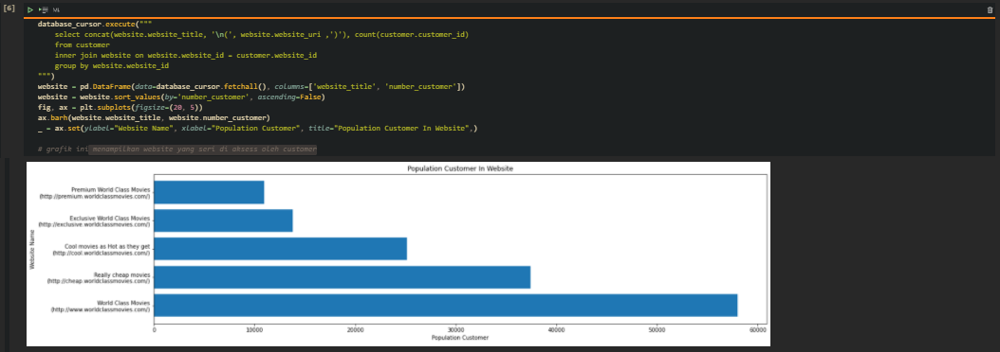 [6]
database_cursor.execute("""
select concat(website.website_title, '\n(', website.website_uri ,')'), count(customer.customer_id)
from customer
inner join website on website.website_id = customer.website_id
group by website.website_id
""")
website = pd.DataFrame(data=database_cursor.fetchall(), columns=['website_title', 'number_customer'])
website = website.sort_values(by='number_customer', ascending=False)
fig, ax = plt.subplots(figsize=(20, 5))
ax.barh(website.website_title, website.number_customer)
_ = ax.set(ylabel="Website Name", xlabel="Population Customer", title="Population Customer In Website",)
# grafik ini menampilkan website yang seri di aksess oleh customer
Population Customer In Website
Website Name
Premium World Class Movies
(http://premium.worldclassmovies.com/)
Exclusive World Class Movies
(http://exclusive.worldclassmovies.com/)
Cool movies as Hot as they get
(http://cool.worldclassmovies.com/)
Really cheap movies
(http://cheap.worldclassmovies.com/)
World Class Movies
(http://www.worldclassmovies.com/)
0 10000 20000 30000 40000 50000 60000
Population Customer